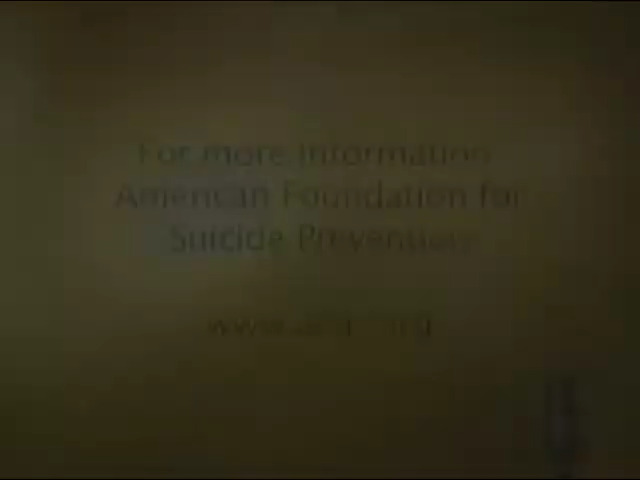 For more information
American Foundation for
Suicide Prevention